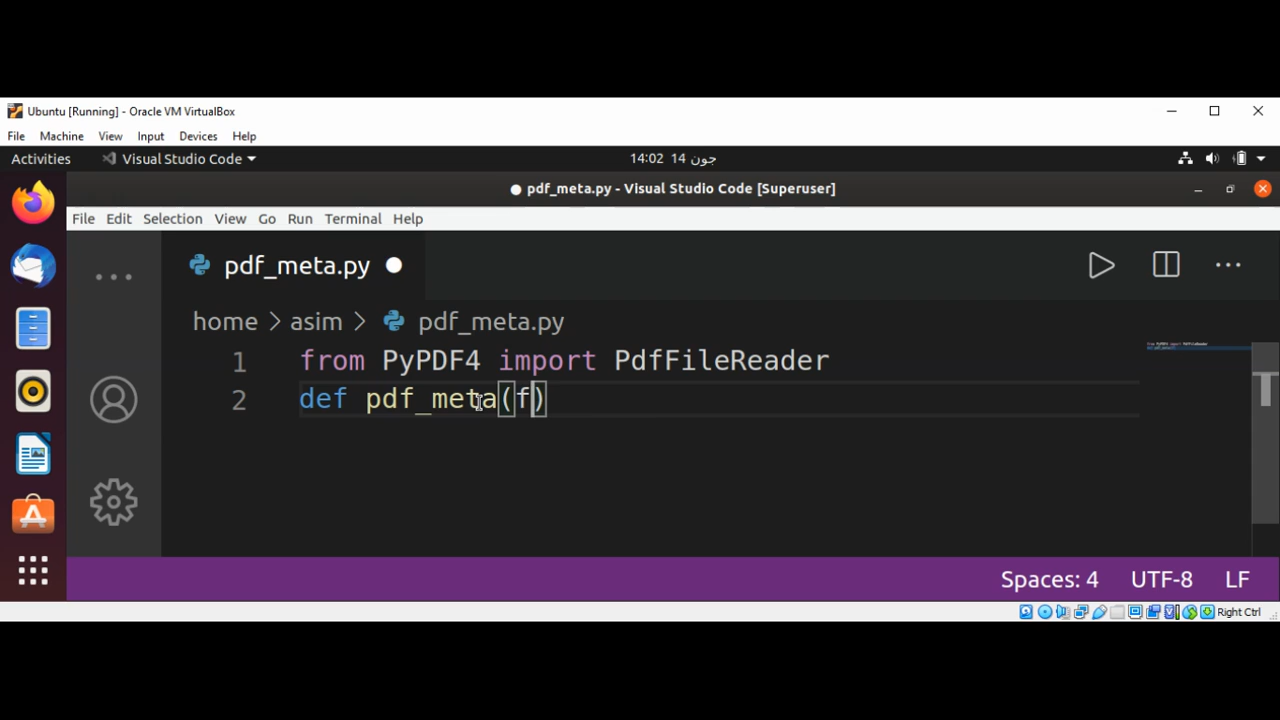 Ubuntu [Running] - Oracle VM VirtualBox
File Machine View Input Devices Help
Activities Visual Studio Code 14:02 14 جون
pdf_meta.py - Visual Studio Code [Superuser]
File Edit Selection View Go Run Terminal Help
pdf_meta.py
home > asim > pdf_meta.py
1 from PyPDF4 import PdfFileReader
2 def pdf_meta(f)
Spaces: 4 UTF-8 LF
Right Ctrl